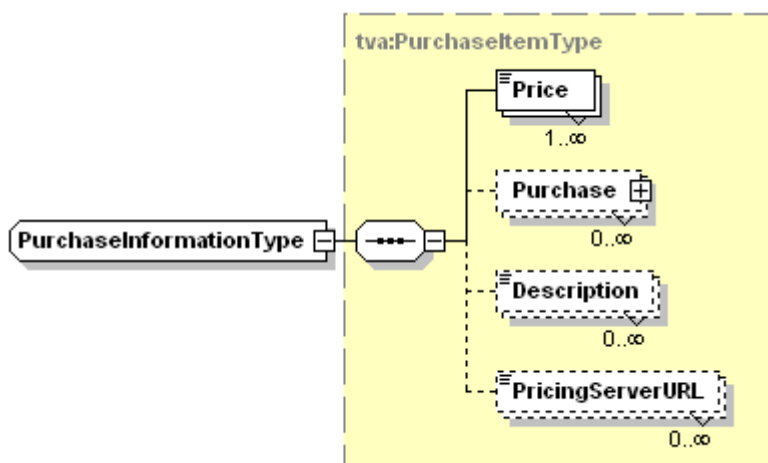 tva:PurchaseItemType
Price
1..∞
Purchase
0..∞
PurchaseInformationType
Description
0..∞
PricingServerURL
0..∞